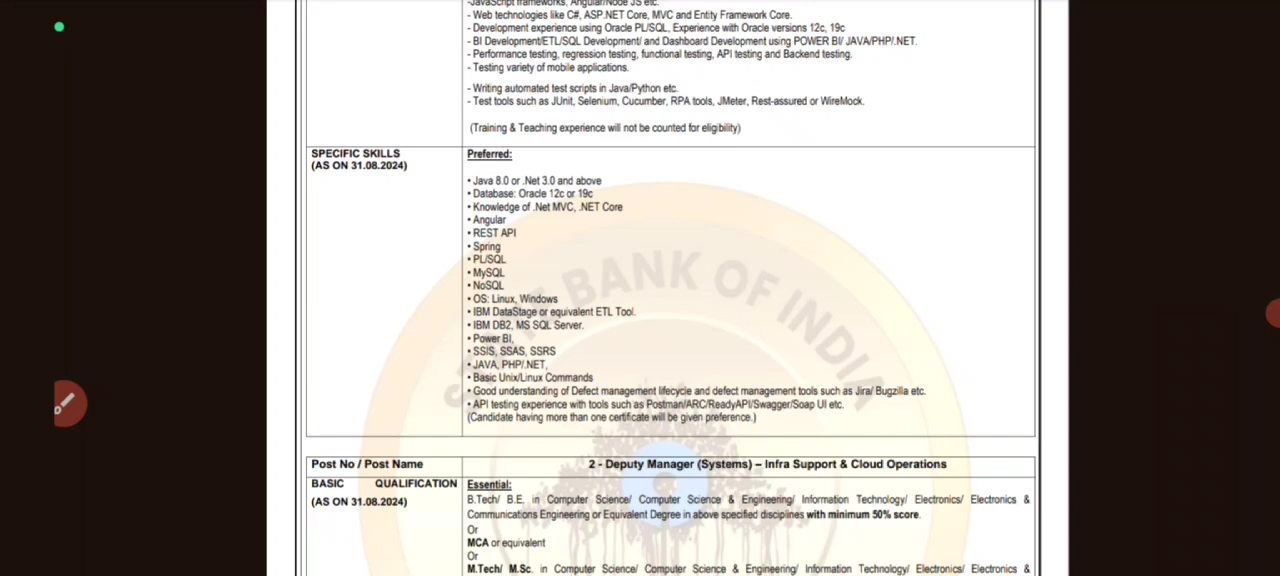 -JavaScript frameworks, Angular/Node JS etc.
- Web technologies like C#, ASP.NET Core, MVC and Entity Framework Core.
- Development experience using Oracle PL/SQL, Experience with Oracle versions 12c, 19c
- BI Development/ETL/SQL Development/ and Dashboard Development using POWER BI/ JAVA/PHP/.NET.
- Performance testing, regression testing, functional testing, API testing and Backend testing.
- Testing variety of mobile applications.
- Writing automated test scripts in Java/Python etc.
- Test tools such as JUnit, Selenium, Cucumber, RPA tools, JMeter, Rest-assured or WireMock.
(Training & Teaching experience will not be counted for eligibility)
SPECIFIC SKILLS
(AS ON 31.08.2024)
Preferred:
• Java 8.0 or .Net 3.0 and above
• Database: Oracle 12c or 19c
• Knowledge of .Net MVC, .NET Core
• Angular
• REST API
• Spring
• PL/SQL
• MySQL
• NoSQL
• OS: Linux, Windows
• IBM DataStage or equivalent ETL Tool.
• IBM DB2, MS SQL Server.
• Power BI,
• SSIS, SSAS, SSRS
• JAVA, PHP/.NET,
• Basic Unix/Linux Commands
• Good understanding of Defect management lifecycle and defect management tools such as Jira/ Bugzilla etc.
• API testing experience with tools such as Postman/ARC/ReadyAPI/Swagger/Soap UI etc.
(Candidate having more than one certificate will be given preference.)
STATE BANK OF INDIA
Post No / Post Name
2 - Deputy Manager (Systems) – Infra Support & Cloud Operations
BASIC QUALIFICATION
(AS ON 31.08.2024)
Essential:
B.Tech/ B.E. in Computer Science/ Computer Science & Engineering/ Information Technology/ Electronics/ Electronics &
Communications Engineering or Equivalent Degree in above specified disciplines with minimum 50% score.
Or
MCA or equivalent
Or
M.Tech/ M.Sc. in Computer Science/ Computer Science & Engineering/ Information Technology/ Electronics/ Electronics &